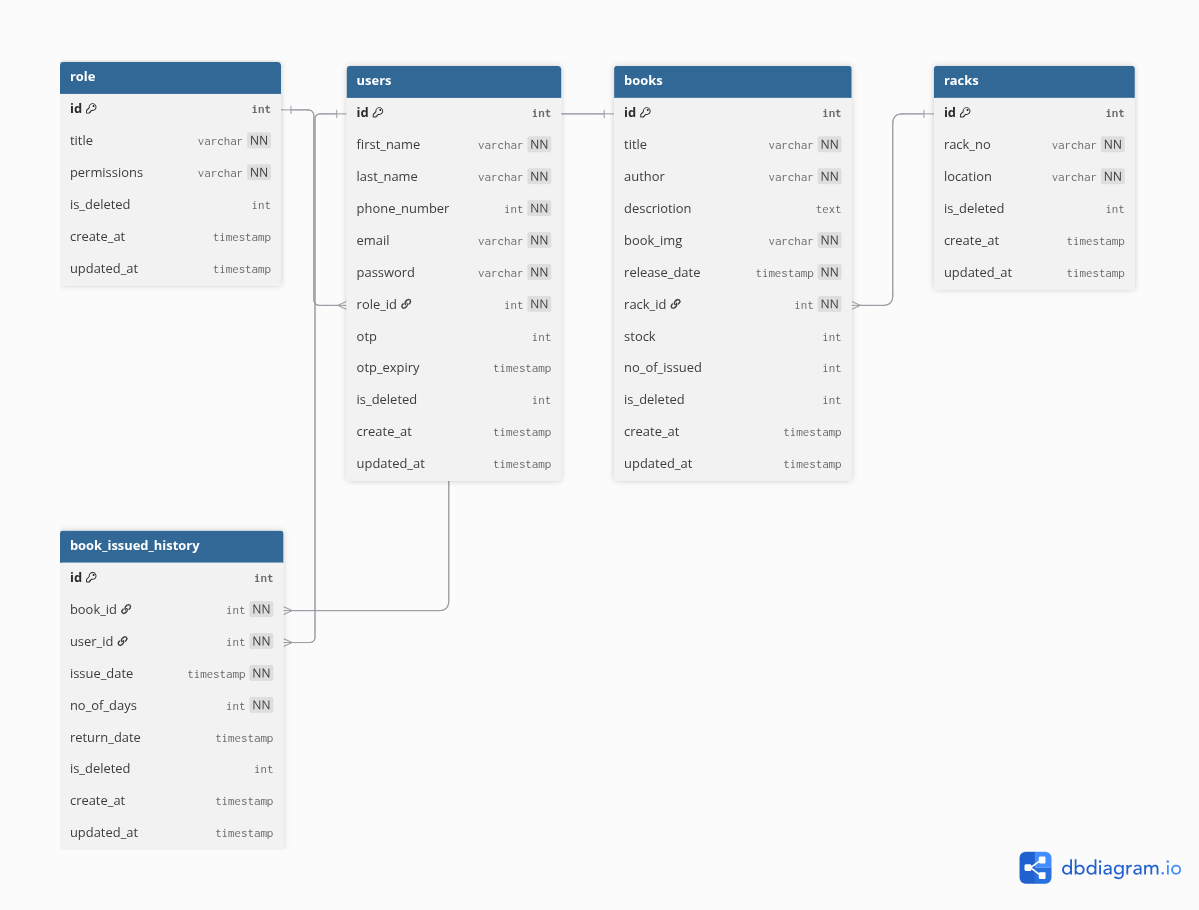 role
id int
title varchar NN
permissions varchar NN
is_deleted int
create_at timestamp
updated_at timestamp
users
id int
first_name varchar NN
last_name varchar NN
phone_number int NN
email varchar NN
password varchar NN
role_id int NN
otp int
otp_expiry timestamp
is_deleted int
create_at timestamp
updated_at timestamp
books
id int
title varchar NN
author varchar NN
descriotion text
book_img varchar NN
release_date timestamp NN
rack_id int NN
stock int
no_of_issued int
is_deleted int
create_at timestamp
updated_at timestamp
racks
id int
rack_no varchar NN
location varchar NN
is_deleted int
create_at timestamp
updated_at timestamp
book_issued_history
id int
book_id int NN
user_id int NN
issue_date timestamp NN
no_of_days int NN
return_date timestamp
is_deleted int
create_at timestamp
updated_at timestamp
dbdiagram.io